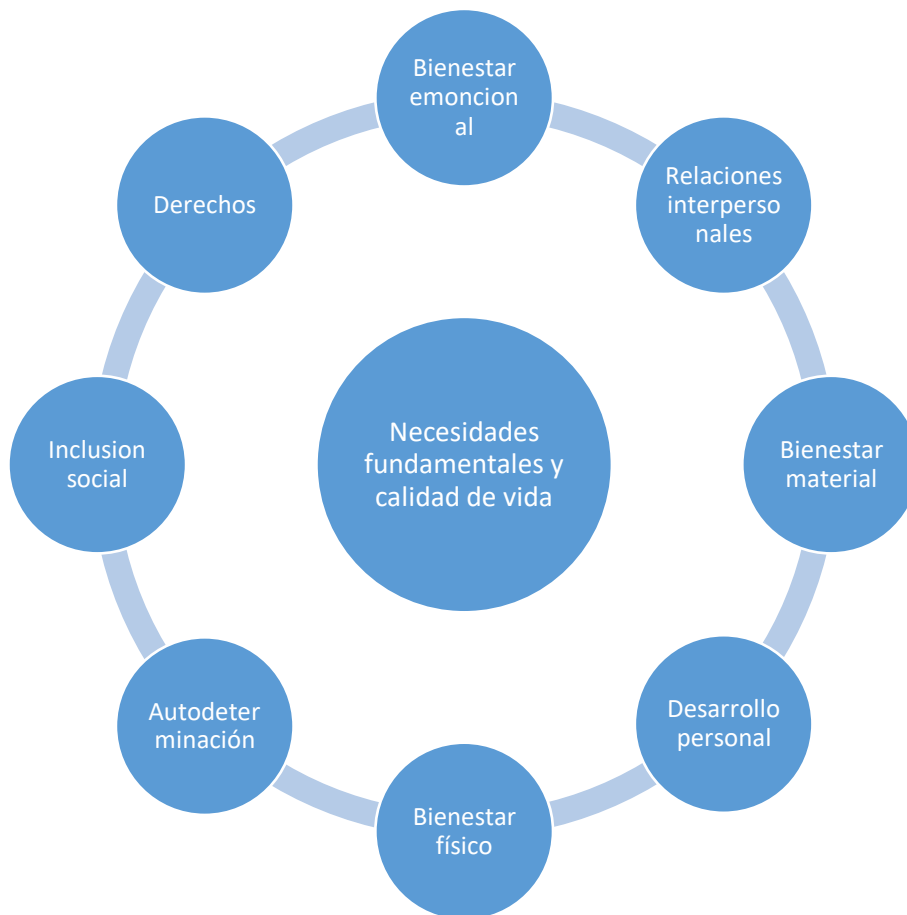 Bienestar
emoncion
al
Relaciones
interperso
nales
Bienestar
material
Desarrollo
personal
Bienestar
físico
Autodeter
minación
Inclusion
social
Derechos
Necesidades
fundamentales y
calidad de vida